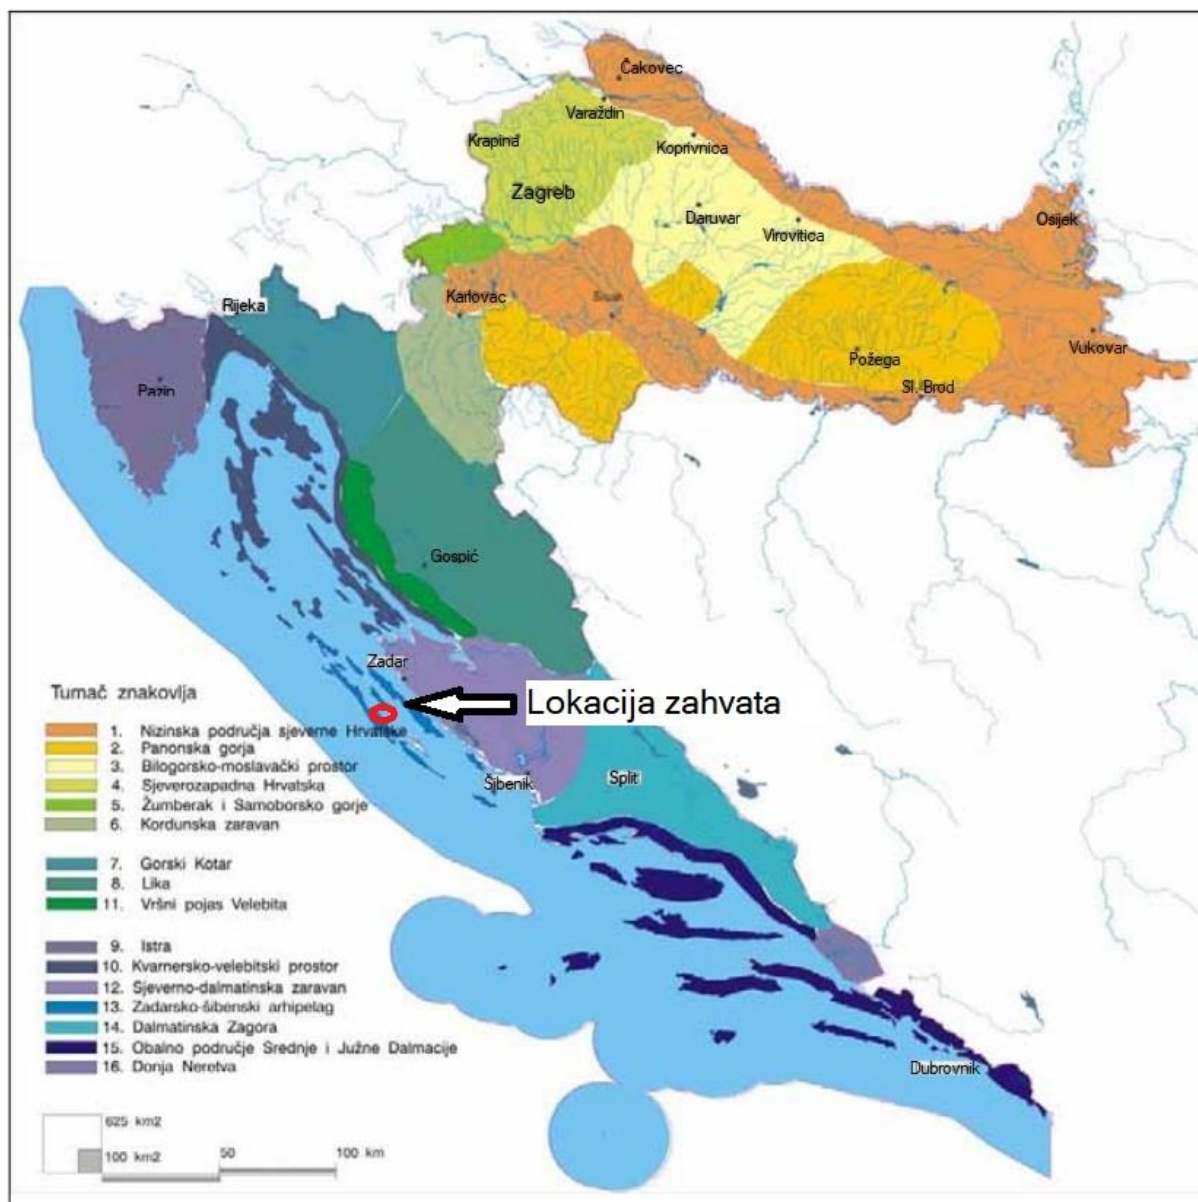 Čakovec
Varaždin
Krapina
Koprivnica
Zagreb
Daruvar
Osijek
Virovitica
Karlovac
Rijeka
Vukovar
Požega
Sl. Brod
Pazin
Gospić
Zadar
Lokacija zahvata
Šibenik
Split
Dubrovnik
Tumač znakovlja
1. Nizinska područja sjeverne Hrvatske
2. Panonska gorja
3. Bilogorsko-moslavački prostor
4. Sjeverozapadna Hrvatska
5. Žumberak i Samoborsko gorje
6. Kordunska zaravan
7. Gorski Kotar
8. Lika
11. Vršni pojas Velebita
9. Istra
10. Kvarnersko-velebitski prostor
12. Sjeverno-dalmatinska zaravan
13. Zadarsko-šibenski arhipelag
14. Dalmatinska Zagora
15. Obalno područje Srednje i Južne Dalmacije
16. Donja Neretva
625 km2
100 km2
50
100 km